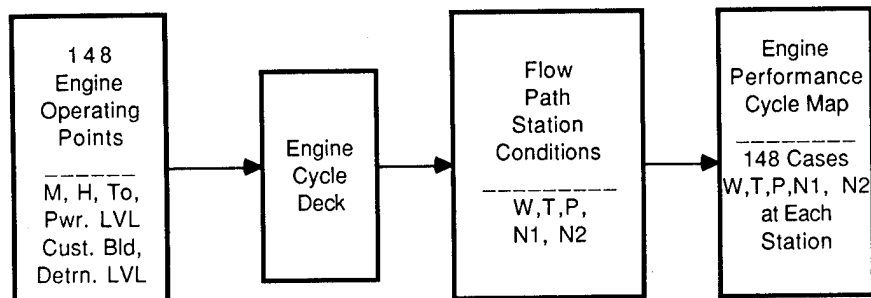 148
Engine
Operating
Points
M, H, To,
Pwr. LVL
Cust. Bld,
Detrn. LVL
Engine
Cycle
Deck
Flow
Path
Station
Conditions
W,T,P,
N1, N2
Engine
Performance
Cycle Map
148 Cases
W,T,P,N1, N2
at Each
Station